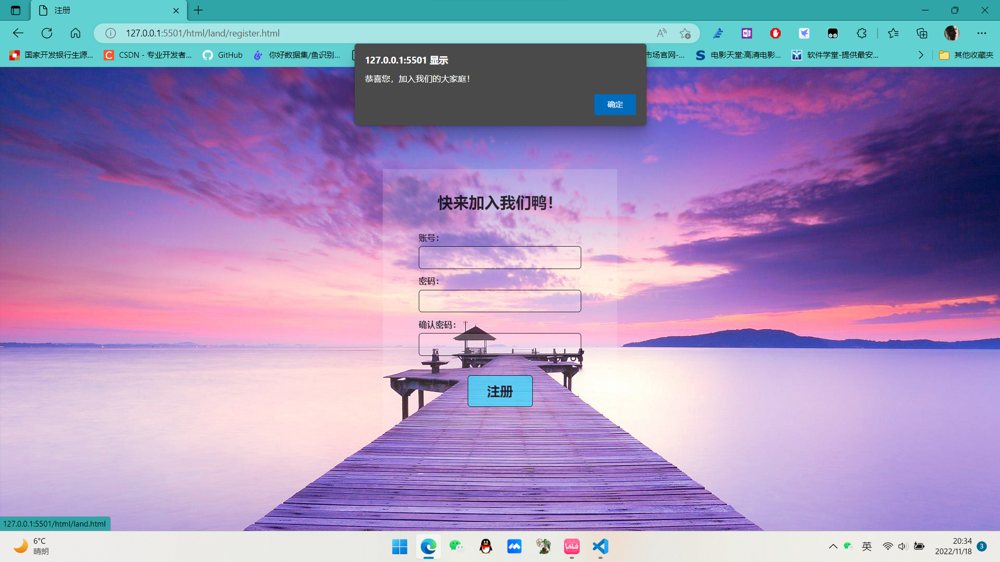 注册
127.0.0.1:5501/html/land/register.html
国家开发银行生源...
CSDN - 专业开发者...
GitHub
你好数据集/鱼识别...
市场官网-...
电影天堂:高清电影...
软件学堂-提供最安...
其他收藏夹
127.0.0.1:5501 显示
恭喜您，加入我们的大家庭！
确定
快来加入我们鸭！
账号：
密码：
确认密码：
注册
127.0.0.1:5501/html/land.html
6°C
晴朗
英
20:34
2022/11/18
3